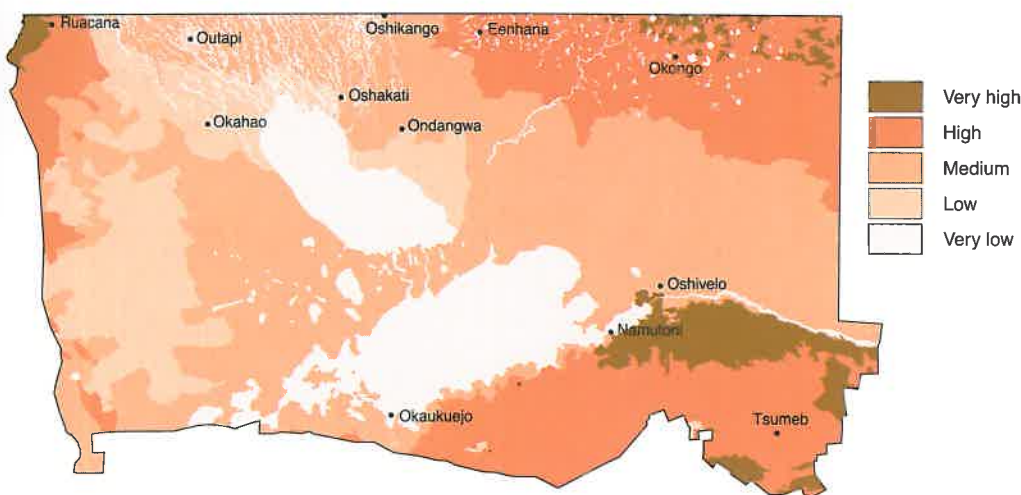 Ruacana
Outapi
Oshikango
Eenhana
Okongo
Oshakati
Okahao
Ondangwa
Oshivelo
Namutoni
Okaukuejo
Tsumeb
Very high
High
Medium
Low
Very low